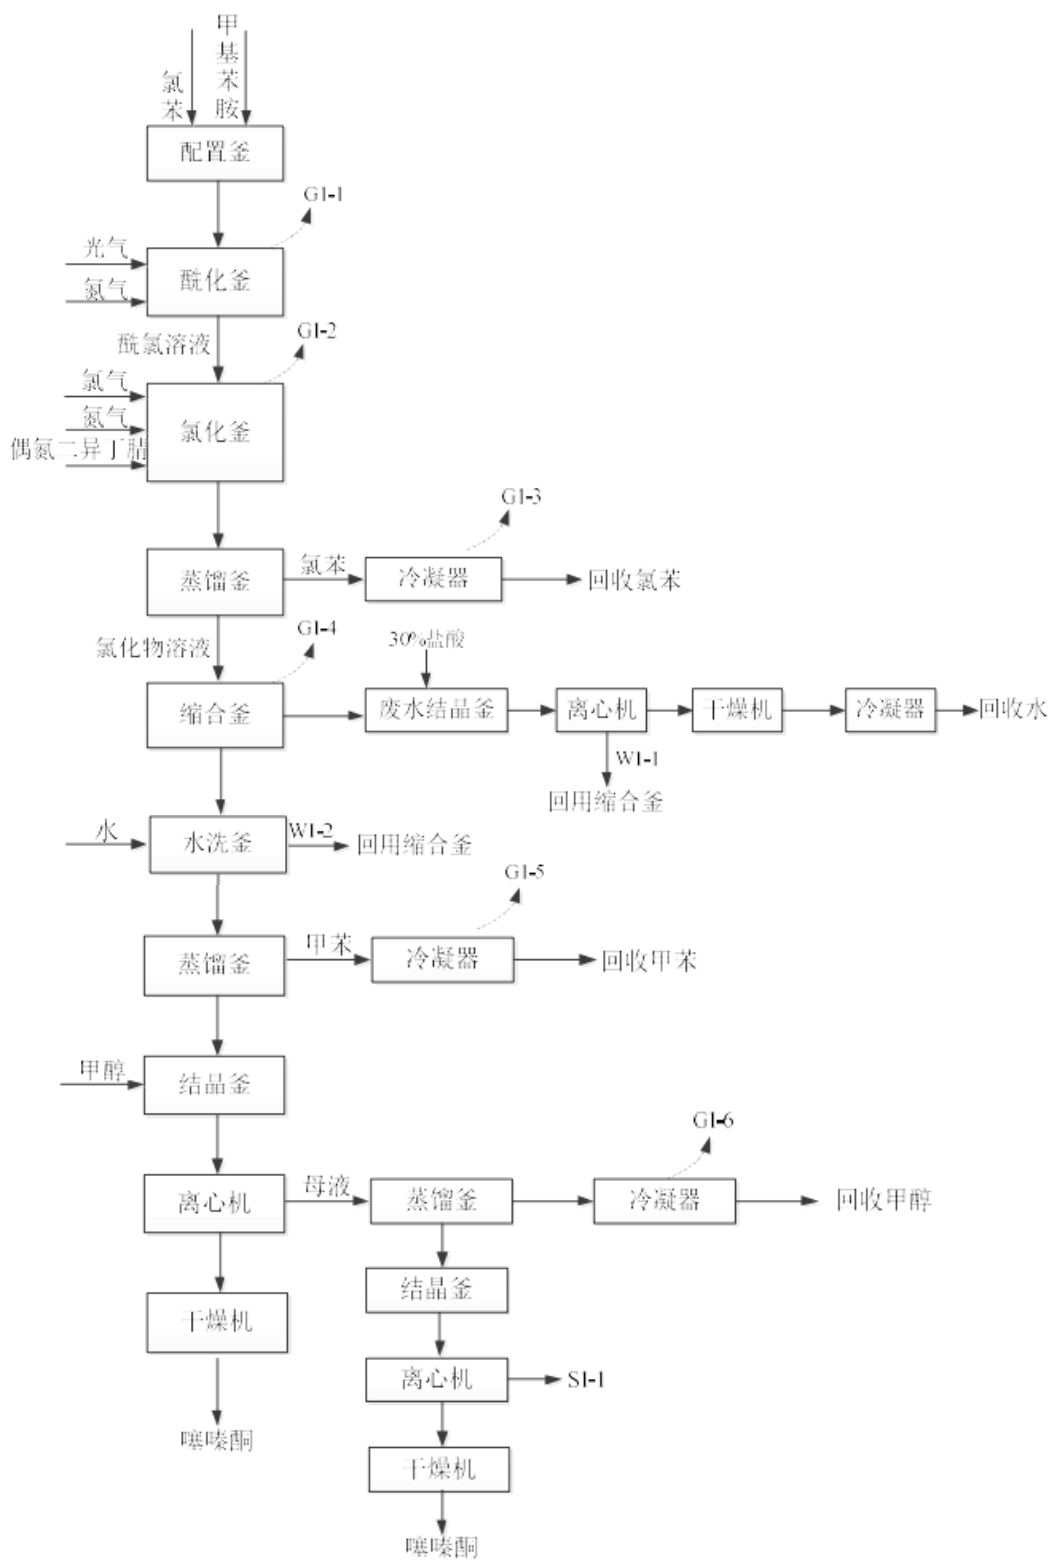 氯苯
甲基苯胺
配置釜
G1-1
光气
氮气
酰化釜
酰氯溶液
G1-2
氯气
氮气
偶氮二异丁腈
氯化釜
G1-3
蒸馏釜
氯苯
冷凝器
回收氯苯
氯化物溶液
G1-4
30%盐酸
缩合釜
废水结晶釜
离心机
干燥机
冷凝器
回收水
W1-1
回用缩合釜
水
水洗釜
W1-2
回用缩合釜
G1-5
蒸馏釜
甲苯
冷凝器
回收甲苯
甲醇
结晶釜
G1-6
离心机
母液
蒸馏釜
冷凝器
回收甲醇
结晶釜
干燥机
离心机
S1-1
噻嗪酮
干燥机
噻嗪酮